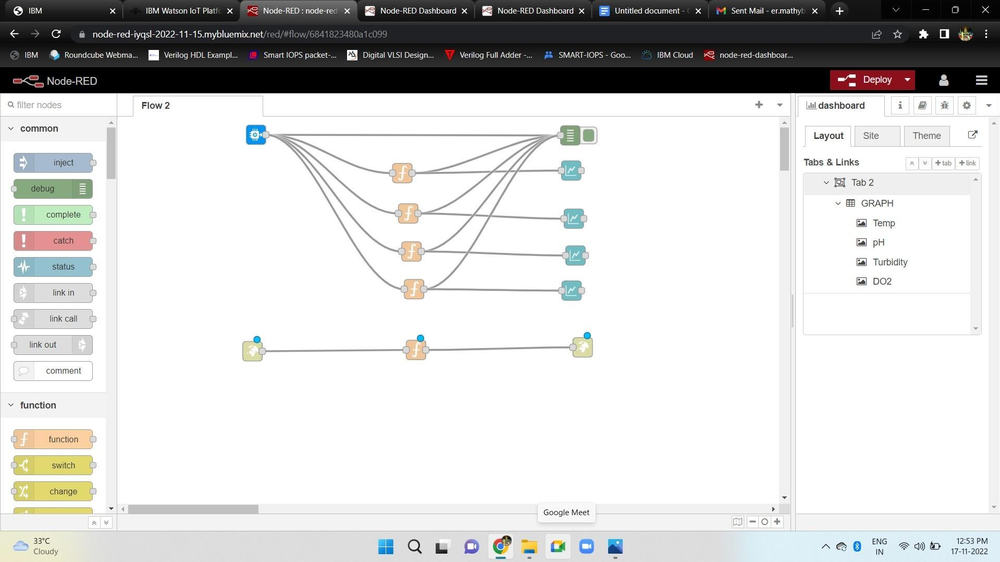 IBM
IBM Watson IoT Platfo
Node-RED : node-red
Node-RED Dashboard
Node-RED Dashboard
Untitled document - G
Sent Mail - er.mathyb
node-red-iyqsl-2022-11-15.mybluemix.net/red/#flow/6841823480a1c099
IBM
Roundcube Webma...
Verilog HDL Exampl...
Smart IOPS packet-...
Digital VLSI Design...
Verilog Full Adder -...
SMART-IOPS - Goo...
IBM Cloud
node-red-dashboar...
Node-RED
Deploy
filter nodes
Flow 2
dashboard
common
inject
debug
complete
catch
status
link in
link call
link out
comment
function
function
switch
change
Layout
Site
Theme
Tabs & Links
+ tab
+ link
Tab 2
GRAPH
Temp
pH
Turbidity
DO2
Google Meet
33°C
Cloudy
ENG
IN
12:53 PM
17-11-2022